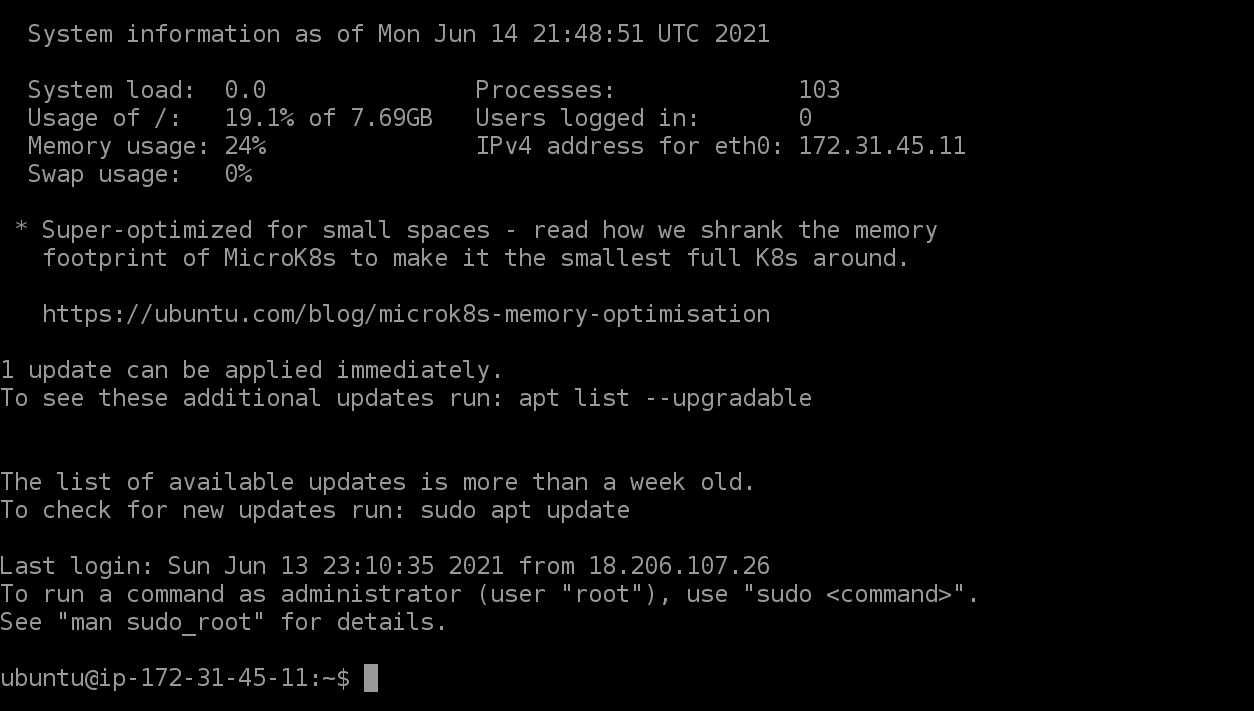 System information as of Mon Jun 14 21:48:51 UTC 2021
System load:  0.0               Processes:             103
Usage of /:   19.1% of 7.69GB   Users logged in:       0
Memory usage: 24%               IPv4 address for eth0: 172.31.45.11
Swap usage:   0%
* Super-optimized for small spaces - read how we shrank the memory
footprint of MicroK8s to make it the smallest full K8s around.
https://ubuntu.com/blog/microk8s-memory-optimisation
1 update can be applied immediately.
To see these additional updates run: apt list --upgradable
The list of available updates is more than a week old.
To check for new updates run: sudo apt update
Last login: Sun Jun 13 23:10:35 2021 from 18.206.107.26
To run a command as administrator (user "root"), use "sudo <command>".
See "man sudo_root" for details.
ubuntu@ip-172-31-45-11:~$